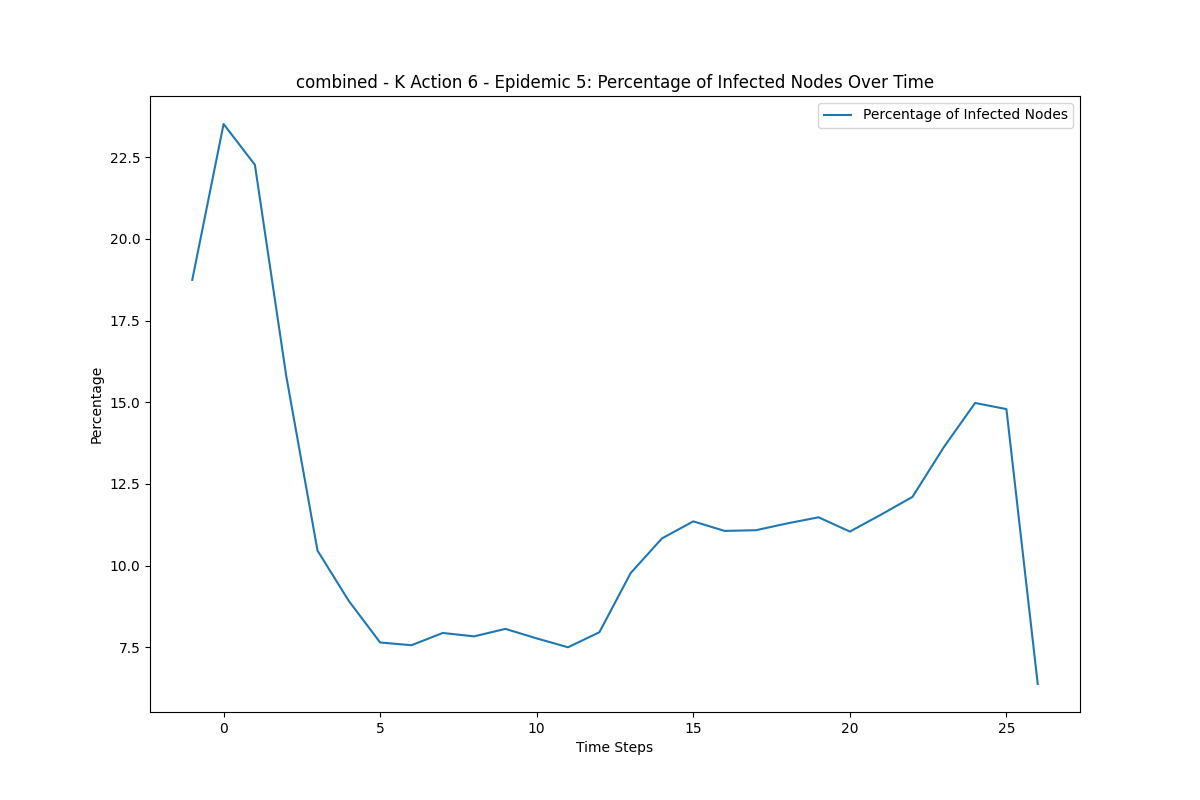 combined - K Action 6 - Epidemic 5: Percentage of Infected Nodes Over Time
Percentage of Infected Nodes
22.5
20.0
17.5
15.0
12.5
10.0
7.5
Percentage
0 5 10 15 20 25
Time Steps